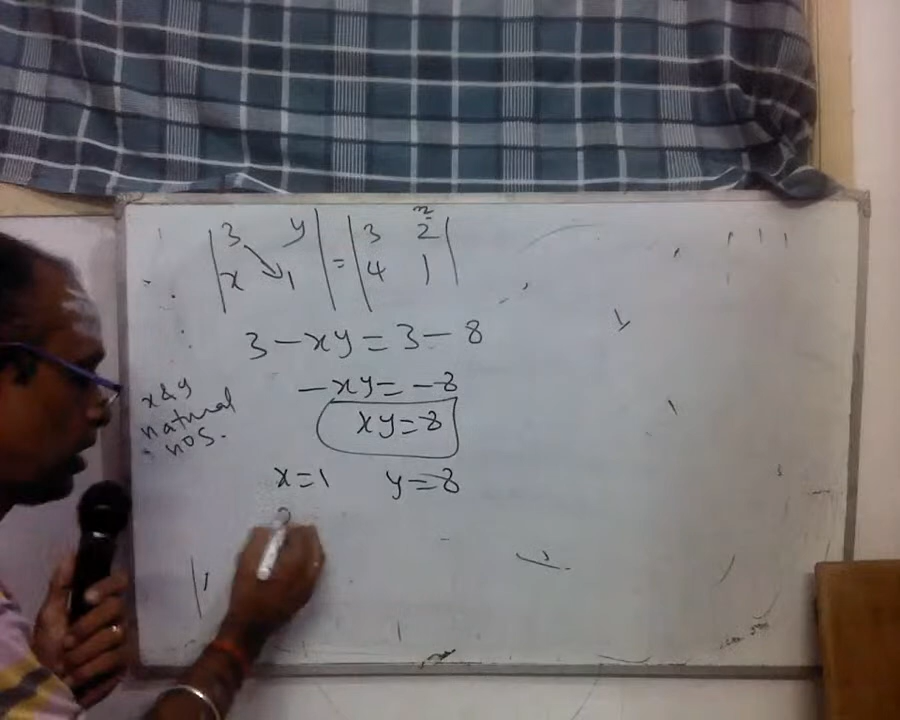 |3 y| = |3 2|
|x 1| |4 1|
3 - xy = 3 - 8
- xy = - 8
xy = 8
x & y
natural
nos.
x = 1 y = 8